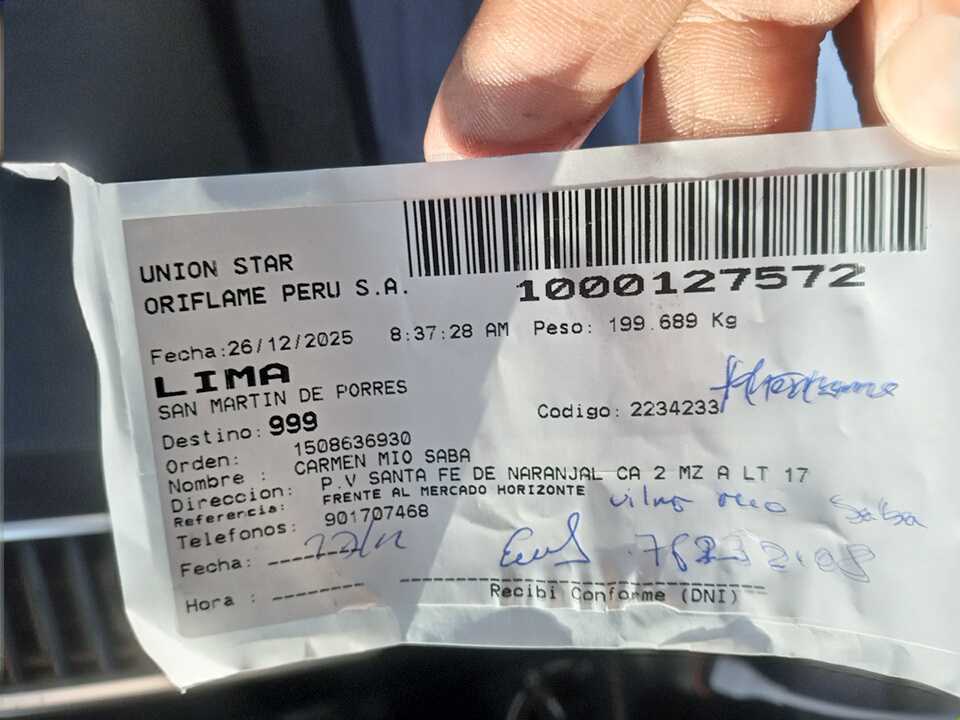 UNION STAR
ORIFLAME PERU S.A.
1000127572
Fecha:26/12/2025 8:37:28 AM Peso: 199.689 Kg
LIMA
SAN MARTIN DE PORRES
Destino: 999
Codigo: 2234233
Orden: 1508636930
Nombre : CARMEN MIO SABA
Direccion: P.V SANTA FE DE NARANJAL CA 2 MZ A LT 17
Referencia: FRENTE AL MERCADO HORIZONTE
Telefonos: 901707468
Saba
Fecha: --------
Hora : --------
Recibi Conforme (DNI)